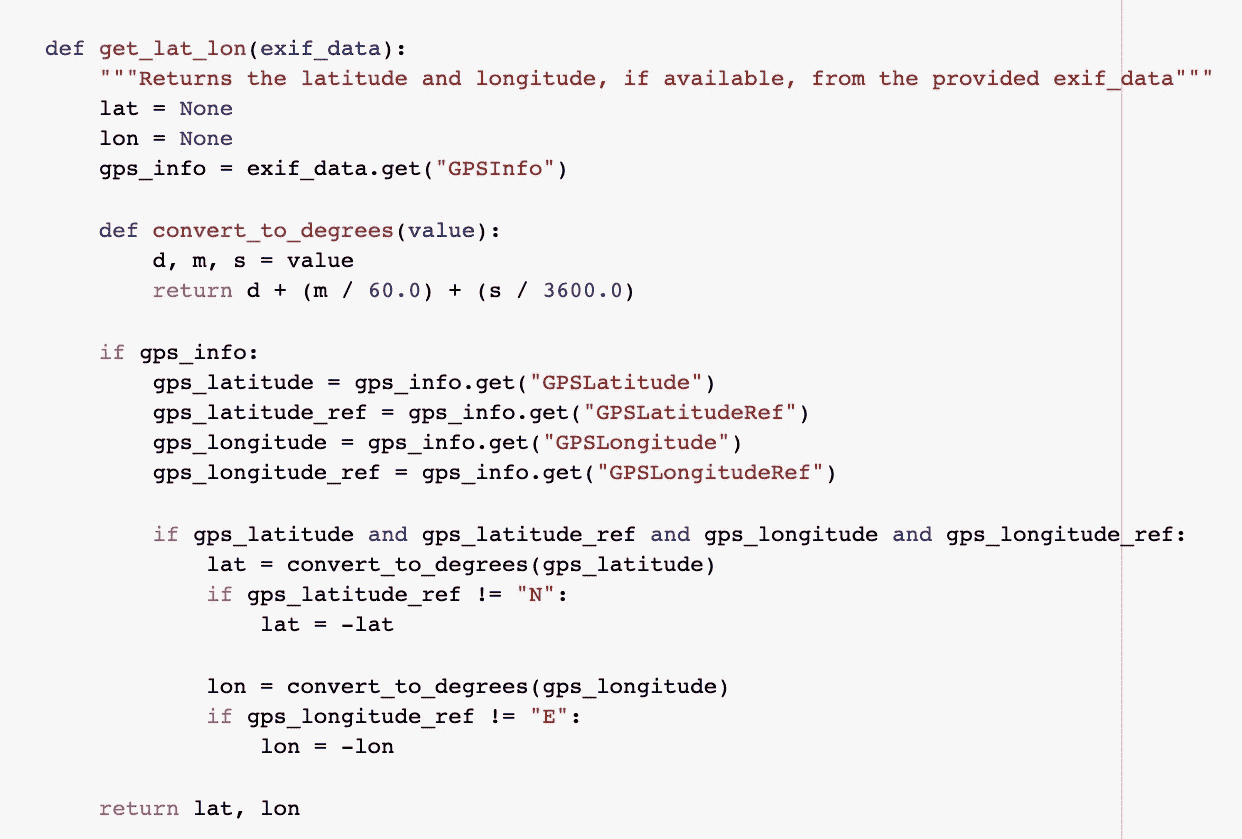 def get_lat_lon(exif_data):
    """Returns the latitude and longitude, if available, from the provided exif_data"""
    lat = None
    lon = None
    gps_info = exif_data.get("GPSInfo")

    def convert_to_degrees(value):
        d, m, s = value
        return d + (m / 60.0) + (s / 3600.0)

    if gps_info:
        gps_latitude = gps_info.get("GPSLatitude")
        gps_latitude_ref = gps_info.get("GPSLatitudeRef")
        gps_longitude = gps_info.get("GPSLongitude")
        gps_longitude_ref = gps_info.get("GPSLongitudeRef")

        if gps_latitude and gps_latitude_ref and gps_longitude and gps_longitude_ref:
            lat = convert_to_degrees(gps_latitude)
            if gps_latitude_ref != "N":
                lat = -lat

            lon = convert_to_degrees(gps_longitude)
            if gps_longitude_ref != "E":
                lon = -lon

    return lat, lon